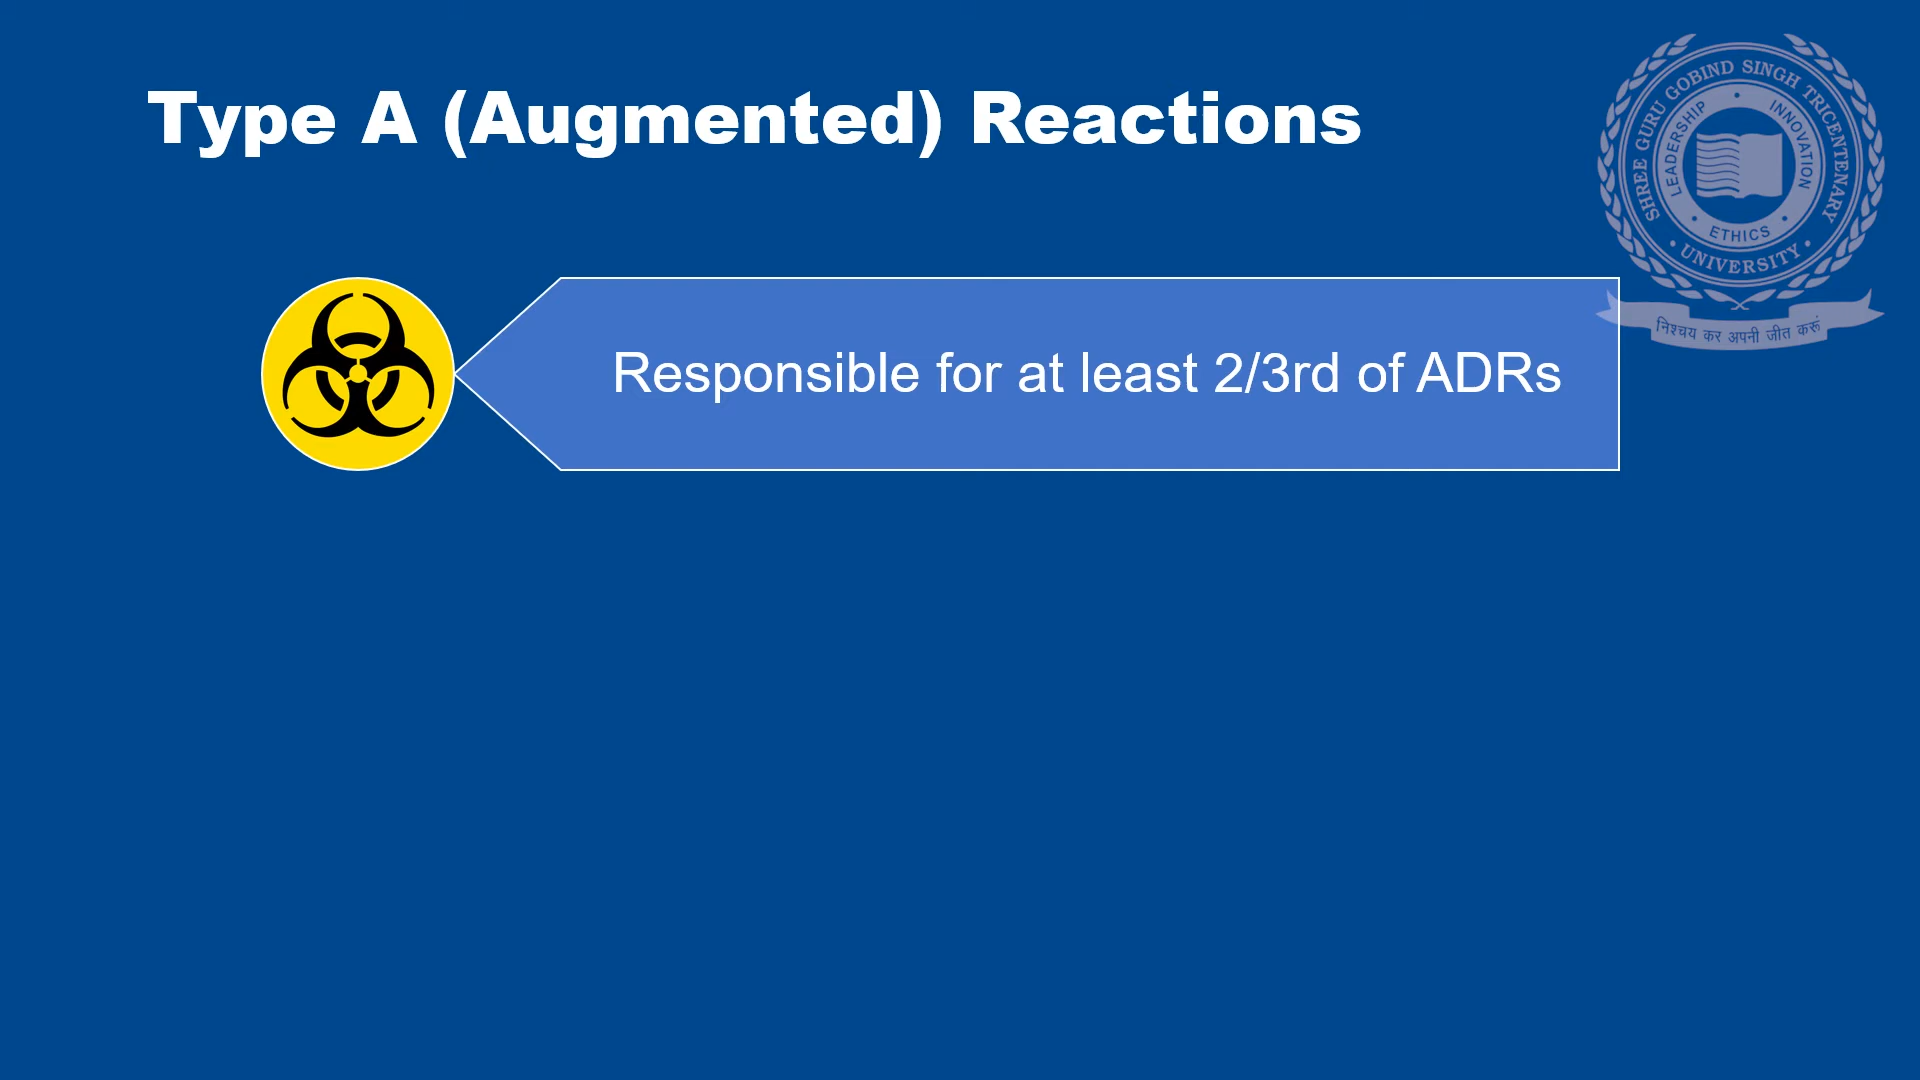 Type A (Augmented) Reactions
SHREE GURU GOBIND SINGH TRICENTENARY
UNIVERSITY
LEADERSHIP
INNOVATION
ETHICS
निश्चय कर अपनी जीत करूं
Responsible for at least 2/3rd of ADRs